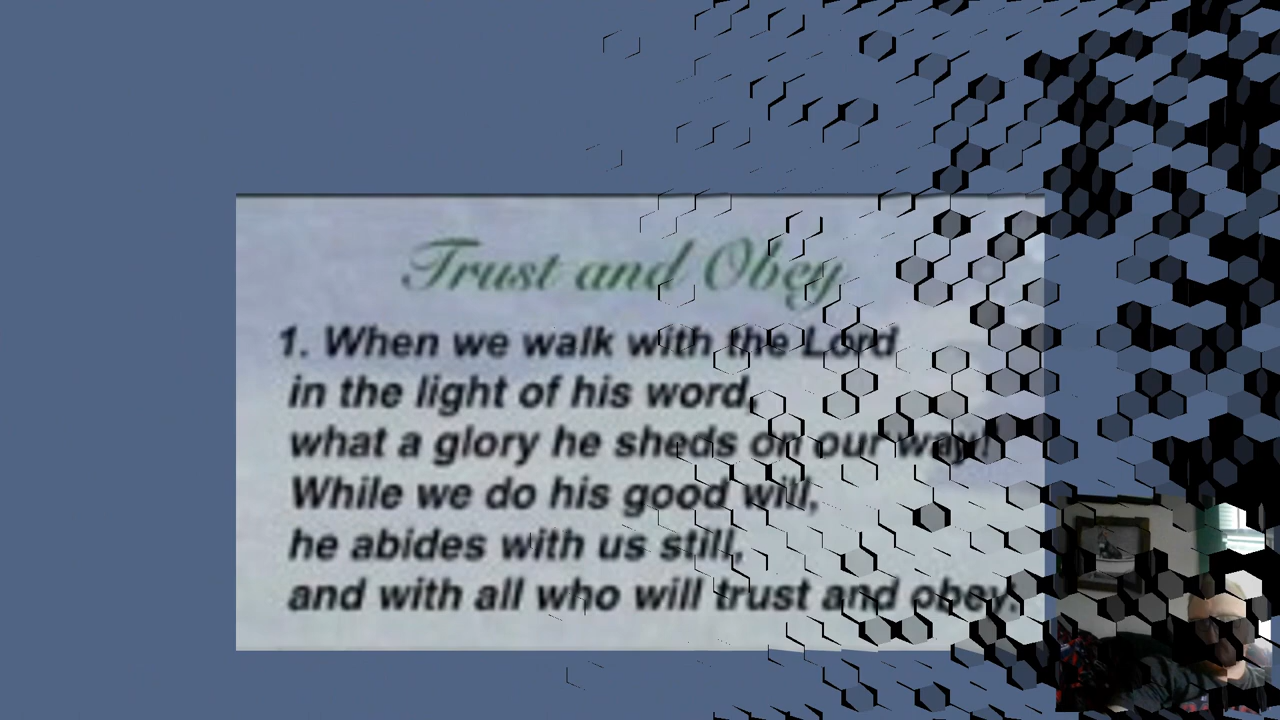 Trust and Obey
1. When we walk with the Lord
in the light of his word,
what a glory he sheds on our way!
While we do his good will,
he abides with us still,
and with all who will trust and obey.